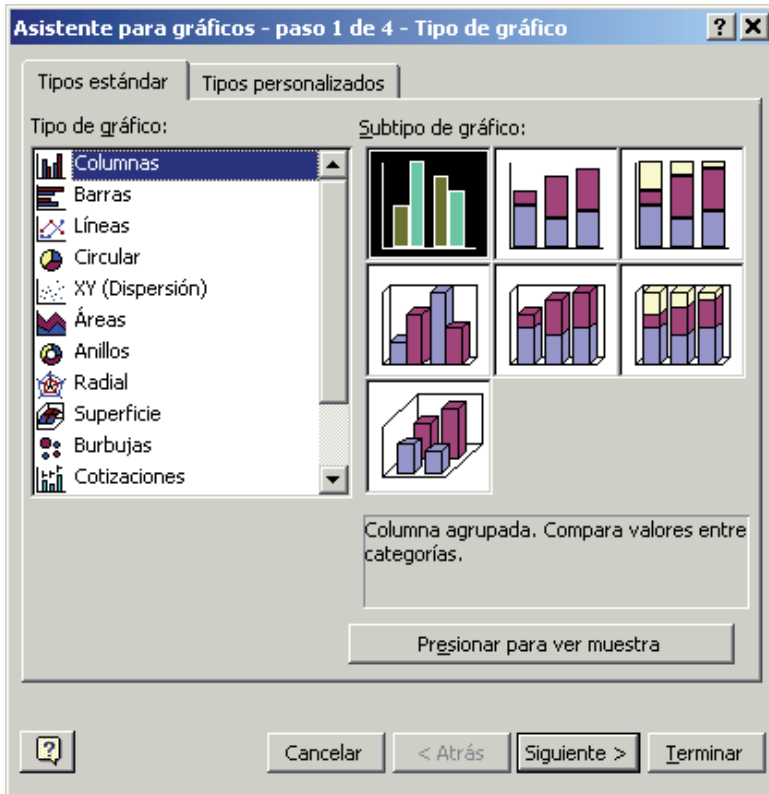 Asistente para gráficos - paso 1 de 4 - Tipo de gráfico
Tipos estándar
Tipos personalizados
Tipo de gráfico:
Columnas
Barras
Líneas
Circular
XY (Dispersión)
Áreas
Anillos
Radial
Superficie
Burbujas
Cotizaciones
Subtipo de gráfico:
Columna agrupada. Compara valores entre
categorías.
Presionar para ver muestra
Cancelar
< Atrás
Siguiente >
Terminar